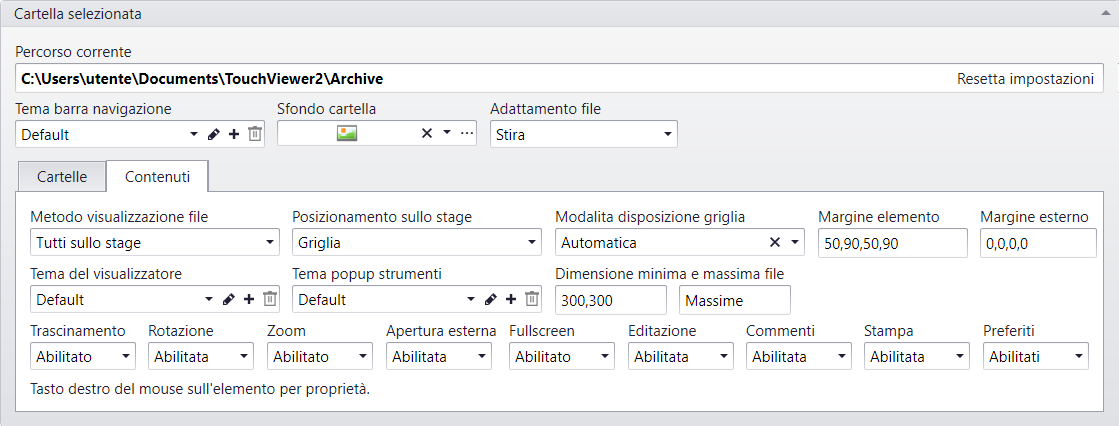 Cartella selezionata
Percorso corrente
C:\Users\utente\Documents\TouchViewer2\Archive Resetta impostazioni
Tema barra navigazione Sfondo cartella Adattamento file
Default Stira
Cartelle Contenuti
Metodo visualizzazione file Posizionamento sullo stage Modalita disposizione griglia Margine elemento Margine esterno
Tutti sullo stage Griglia Automatica 50,90,50,90 0,0,0,0
Tema del visualizzatore Tema popup strumenti Dimensione minima e massima file
Default Default 300,300 Massime
Trascinamento Rotazione Zoom Apertura esterna Fullscreen Editazione Commenti Stampa Preferiti
Abilitato Abilitata Abilitato Abilitata Abilitato Abilitata Abilitata Abilitata Abilitati
Tasto destro del mouse sull'elemento per proprietà.